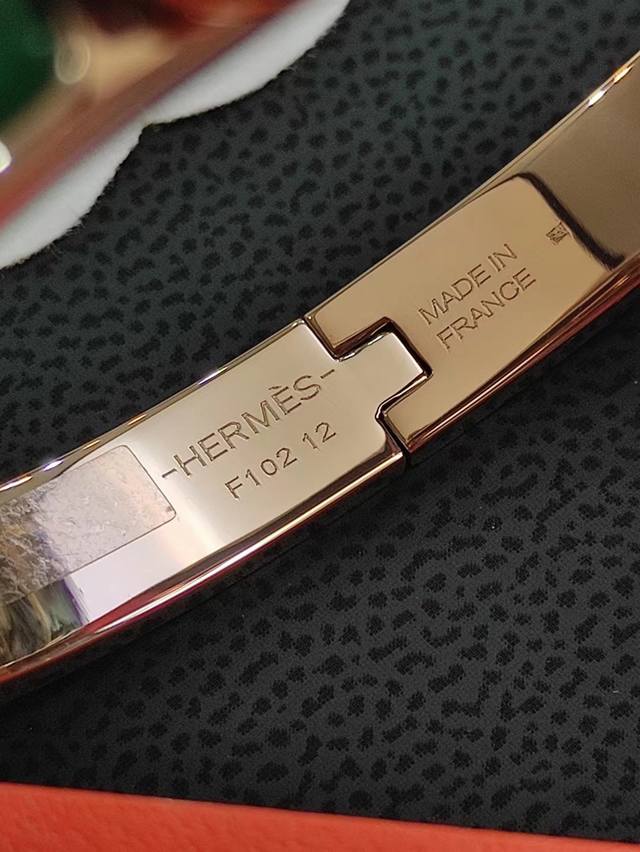 -HERMÈS-
F102 12
MADE IN
FRANCE